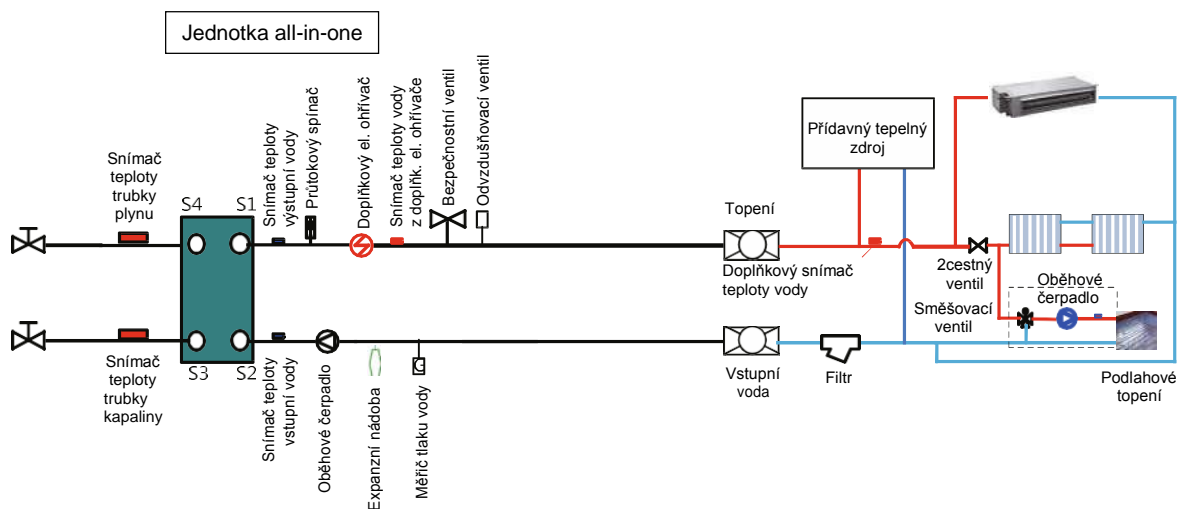 Jednotka all-in-one
Snímač
teploty
trubky
plynu
S4
S1
Snímač teploty
výstupní vody
Průtokový spínač
Doplňkový el. ohřívač
Snímač teploty vody
z doplňk. el. ohřívače
Bezpečnostní ventil
Odvzdušňovací ventil
Topení
Přídavný tepelný
zdroj
Doplňkový snímač
teploty vody
2cestný
ventil
Oběhové
čerpadlo
Směšovací
ventil
Snímač
teploty
trubky
kapaliny
S3
S2
Snímač teploty
vstupní vody
Oběhové čerpadlo
Expanzní nádoba
Měřič tlaku vody
Vstupní
voda
Filtr
Podlahové
topení